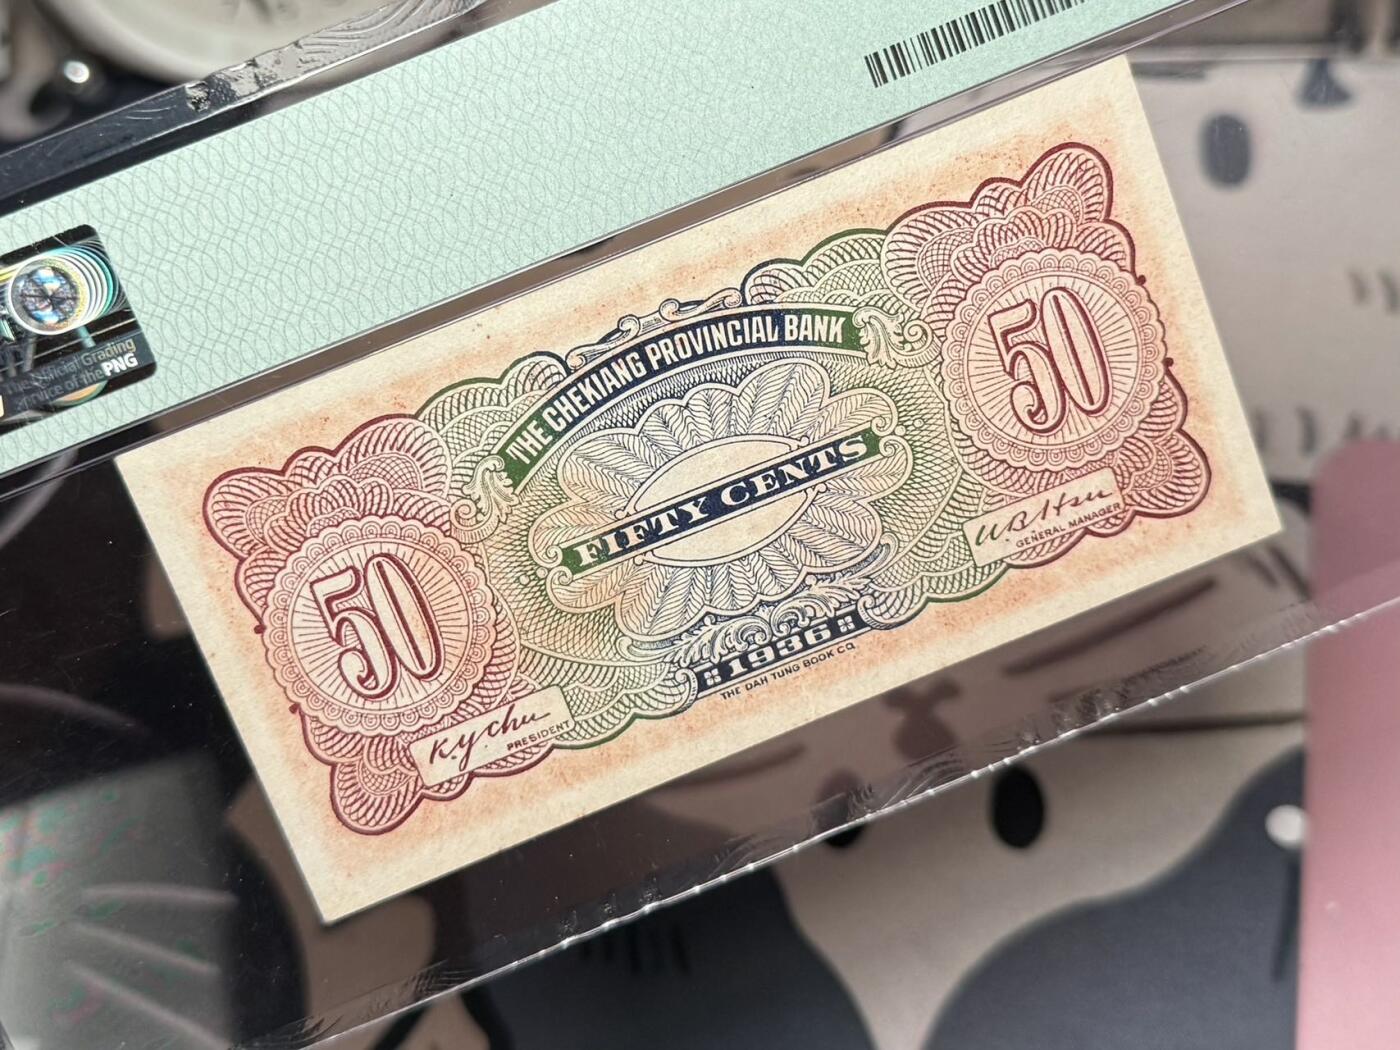 The Official Grading
Service of the PNG
THE CHEKIANG PROVINCIAL BANK
50
50
FIFTY CENTS
U.B. Hsu
GENERAL MANAGER
1936
THE DAH TUNG BOOK CO.
K.Y. Chu
PRESIDENT